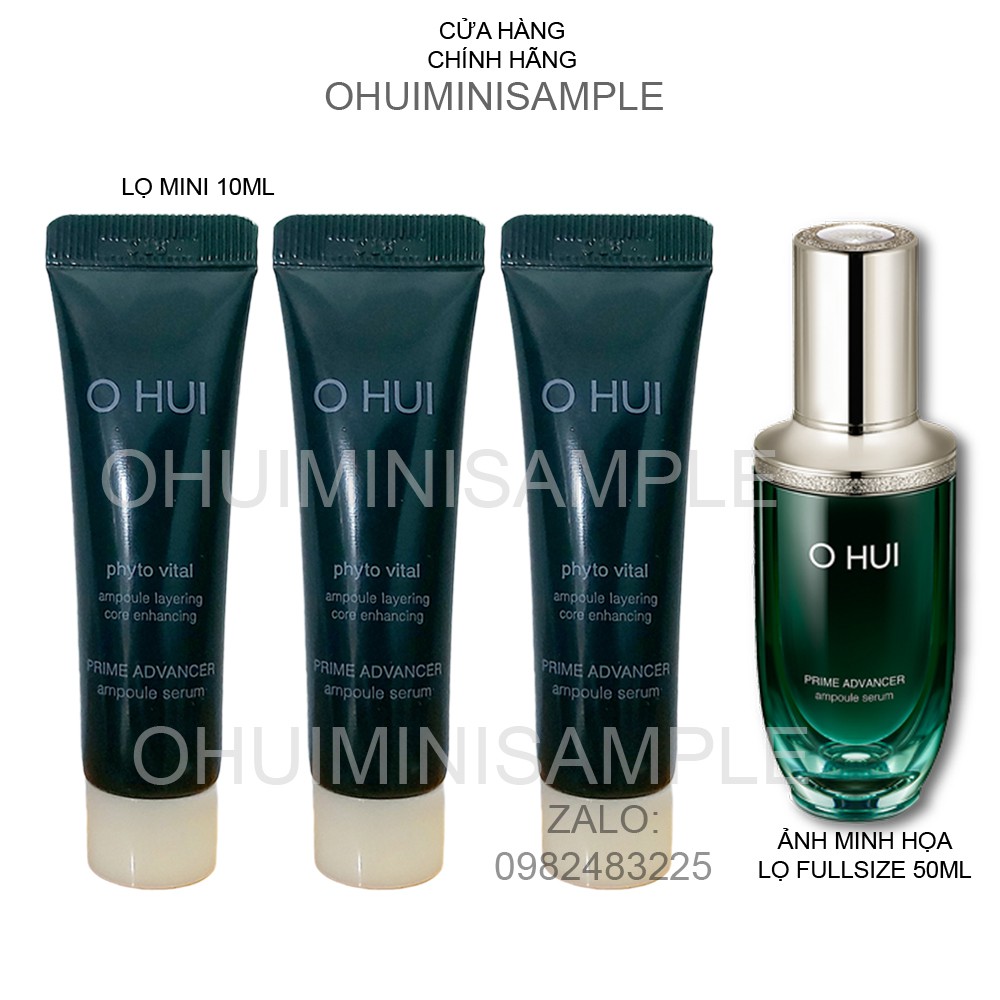 CỬA HÀNG
CHÍNH HÃNG
OHUIMINISAMPLE
LỌ MINI 10ML
O HUI
phyto vital
ampoule layering
core enhancing
PRIME ADVANCER
ampoule serum
O HUI
phyto vital
ampoule layering
core enhancing
PRIME ADVANCER
ampoule serum
O HUI
phyto vital
ampoule layering
core enhancing
PRIME ADVANCER
ampoule serum
O HUI
PRIME ADVANCER
ampoule serum
OHUIMINISAMPLE
OHUIMINISAMPLE
ZALO:
0982483225
ẢNH MINH HỌA
LỌ FULLSIZE 50ML